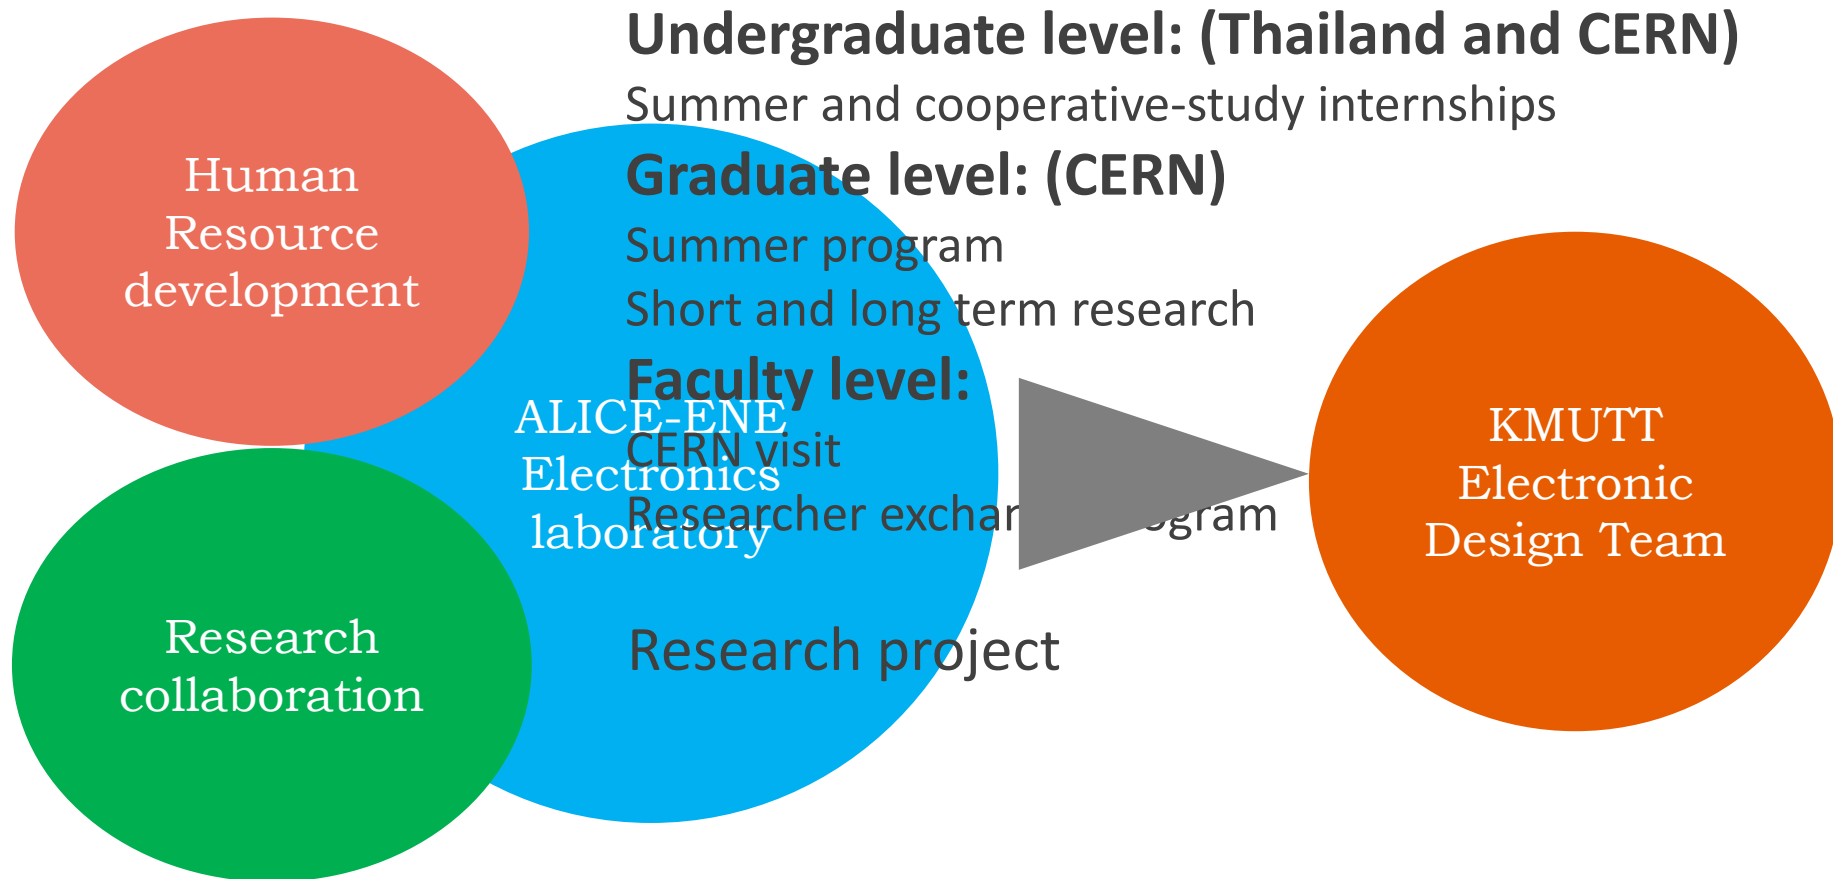 Undergraduate level: (Thailand and CERN)
Summer and cooperative-study internships
Graduate level: (CERN)
Summer program
Short and long term research
Faculty level:
CERN visit
Researcher exchan ogram
Research project
Human
Resource
development
ALICE-ENE
Electronics
laboratory
Research
collaboration
KMUTT
Electronic
Design Team